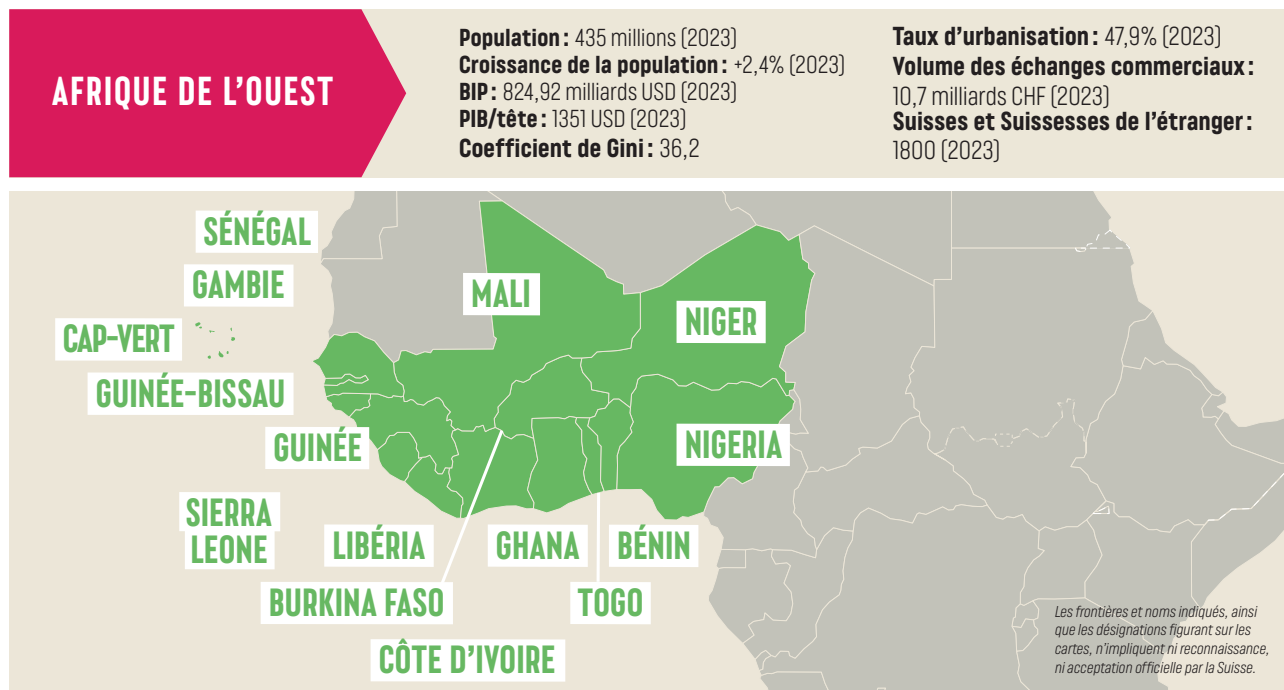 AFRIQUE DE L'OUEST
Population : 435 millions (2023)
Croissance de la population : +2,4% (2023)
BIP : 824,92 milliards USD (2023)
PIB/tête : 1351 USD (2023)
Coefficient de Gini : 36,2
Taux d'urbanisation : 47,9% (2023)
Volume des échanges commerciaux :
10,7 milliards CHF (2023)
Suisses et Suissesses de l'étranger :
1800 (2023)
SÉNÉGAL
GAMBIE
CAP-VERT
GUINÉE-BISSAU
GUINÉE
SIERRA
LEONE
MALI
NIGER
NIGERIA
LIBÉRIA
GHANA
BÉNIN
BURKINA FASO
TOGO
CÔTE D'IVOIRE
Les frontières et noms indiqués, ainsi
que les désignations figurant sur les
cartes, n'impliquent ni reconnaissance,
ni acceptation officielle par la Suisse.